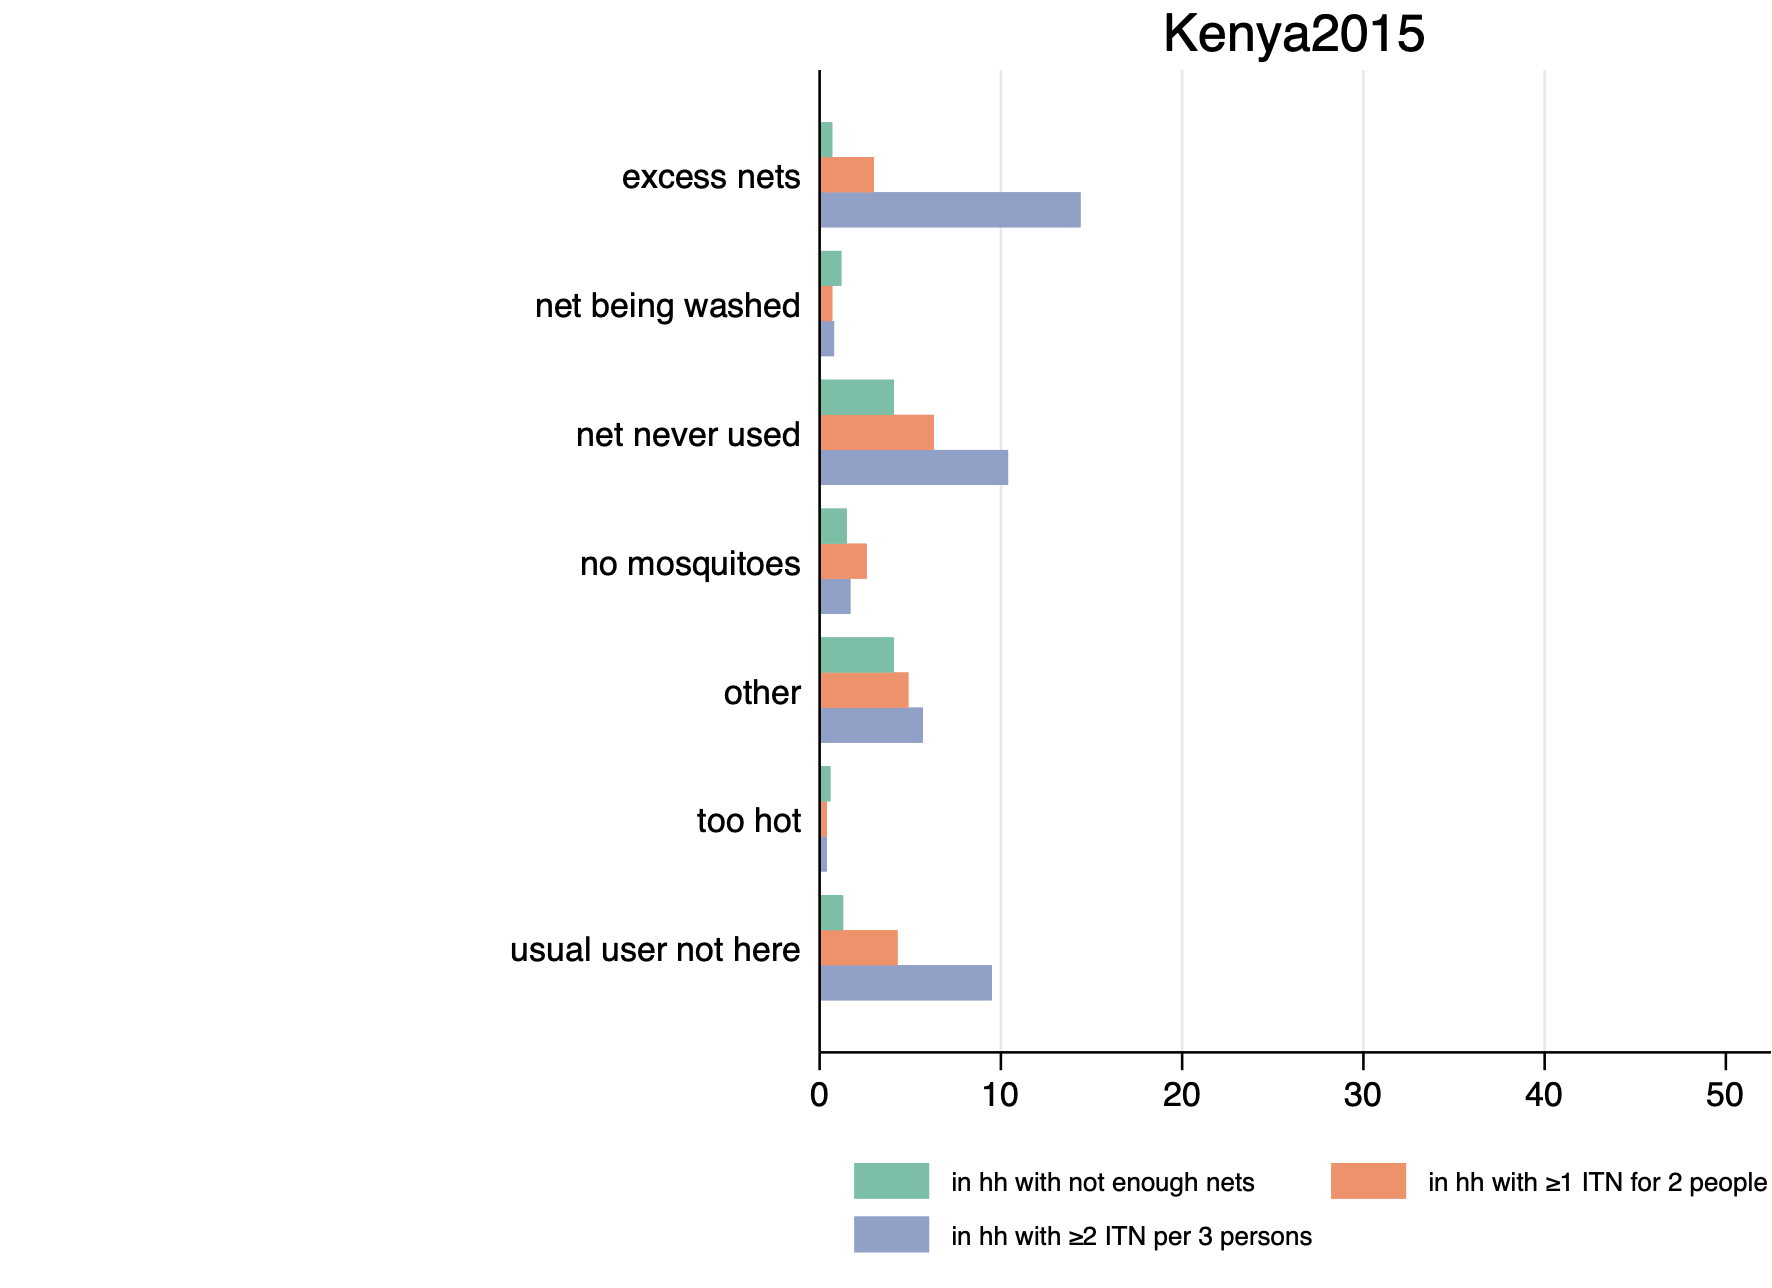 Kenya2015
excess nets
net being washed
net never used
no mosquitoes
other
too hot
usual user not here
0 10 20 30 40 50
in hh with not enough nets in hh with ≥1 ITN for 2 people
in hh with ≥2 ITN per 3 persons